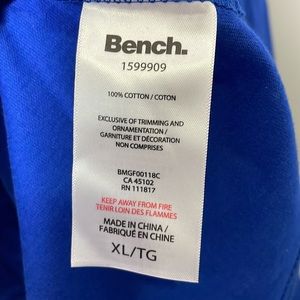 Bench.
1599909
100% COTTON / COTON
EXCLUSIVE OF TRIMMING AND
ORNAMENTATION /
GARNITURE ET DÉCORATION
NON COMPRISES
BMGF00118C
CA 45102
RN 111817
KEEP AWAY FROM FIRE
TENIR LOIN DES FLAMMES
MADE IN CHINA /
FABRIQUÉ EN CHINE
XL/TG